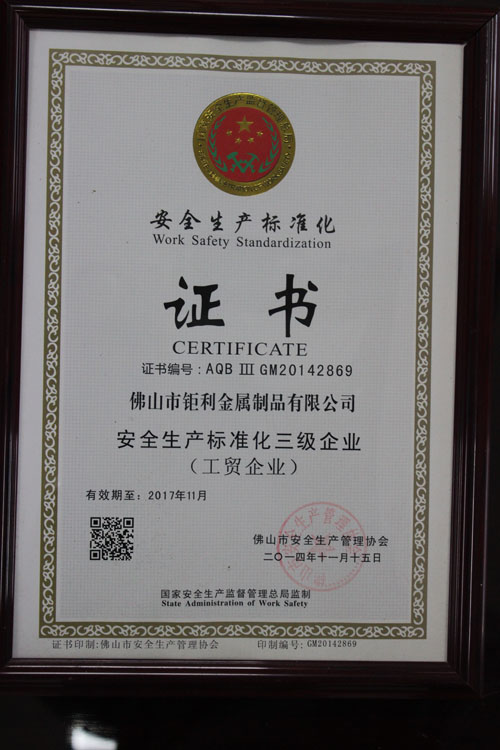 安全生产标准化
Work Safety Standardization
证书
CERTIFICATE
证书编号：AQB III GM20142869
佛山市钜利金属制品有限公司
安全生产标准化三级企业
（工贸企业）
有效期至：2017年11月
佛山市安全生产管理协会
二〇一四年十一月十五日
国家安全生产监督管理总局监制
State Administration of Work Safety
证书印制:佛山市安全生产管理协会
印制编号: GM20142869